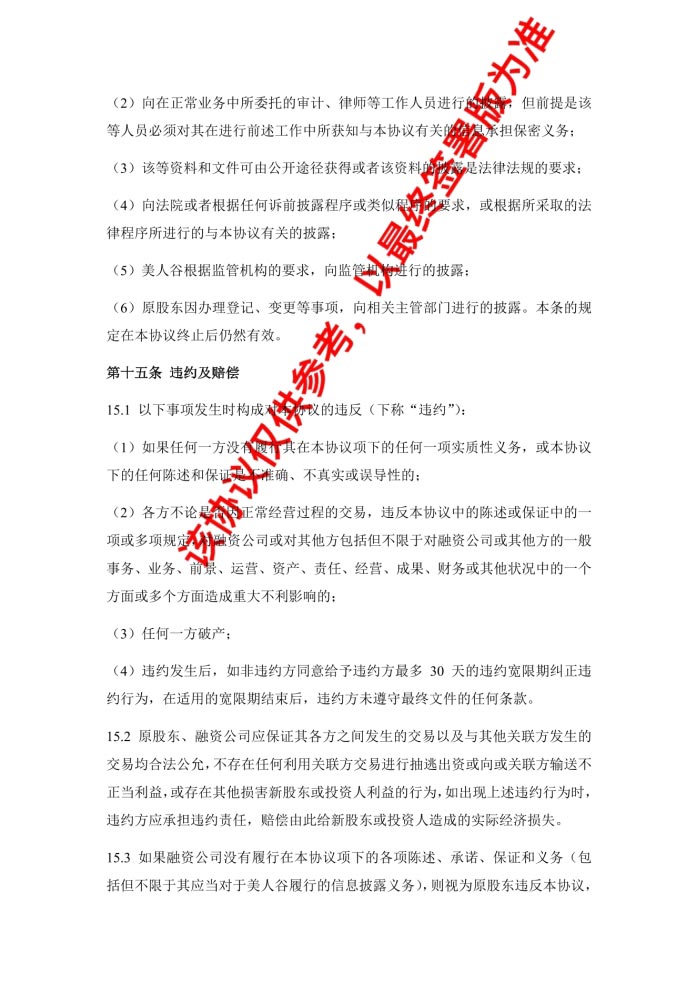 （2）向在正常业务中所委托的审计、律师等工作人员进行的披露，但前提是该
等人员必须对其在进行前述工作中所获知与本协议有关的信息承担保密义务；
（3）该等资料和文件可由公开途径获得或者该资料的披露是法律法规的要求；
（4）向法院或者根据任何诉前披露程序或类似程序的要求，或根据所采取的法
律程序所进行的与本协议有关的披露；
（5）美人谷根据监管机构的要求，向监管机构进行的披露；
（6）原股东因办理登记、变更等事项，向相关主管部门进行的披露。本条的规
定在本协议终止后仍然有效。
第十五条 违约及赔偿
15.1 以下事项发生时构成对本协议的违反（下称“违约”）：
（1）如果任何一方没有履行其在本协议项下的任何一项实质性义务，或本协议
下的任何陈述和保证是不准确、不真实或误导性的；
（2）各方不论是否因正常经营过程的交易，违反本协议中的陈述或保证中的一
项或多项规定，对融资公司或对其他方包括但不限于对融资公司或其他方的一般
事务、业务、前景、运营、资产、责任、经营、成果、财务或其他状况中的一个
方面或多个方面造成重大不利影响的；
（3）任何一方破产；
（4）违约发生后，如非违约方同意给予违约方最多 30 天的违约宽限期纠正违
约行为，在适用的宽限期结束后，违约方未遵守最终文件的任何条款。
15.2 原股东、融资公司应保证其各方之间发生的交易以及与其他关联方发生的
交易均合法公允，不存在任何利用关联方交易进行抽逃出资或向或关联方输送不
正当利益，或存在其他损害新股东或投资人利益的行为，如出现上述违约行为时，
违约方应承担违约责任，赔偿由此给新股东或投资人造成的实际经济损失。
15.3 如果融资公司没有履行在本协议项下的各项陈述、承诺、保证和义务（包
括但不限于其应当对于美人谷履行的信息披露义务），则视为原股东违反本协议，
该协议仅供参考，以最终签署版为准